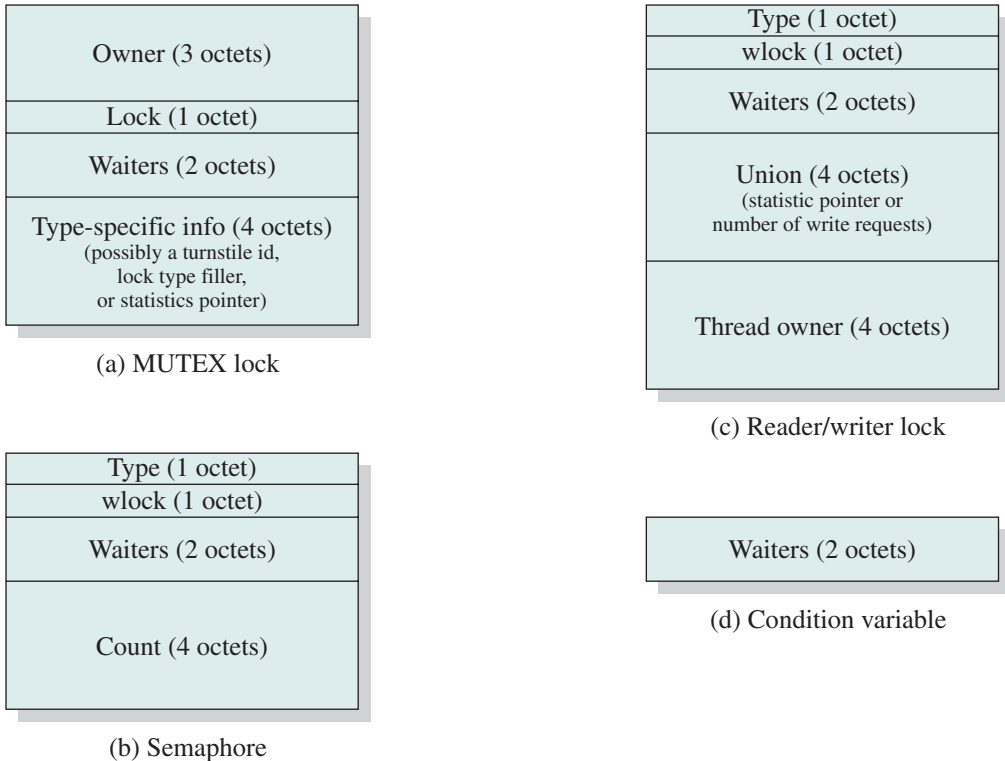 Owner (3 octets)
Lock (1 octet)
Waiters (2 octets)
Type-specific info (4 octets)
(possibly a turnstile id,
lock type filler,
or statistics pointer)
(a) MUTEX lock
Type (1 octet)
wlock (1 octet)
Waiters (2 octets)
Count (4 octets)
(b) Semaphore
Type (1 octet)
wlock (1 octet)
Waiters (2 octets)
Union (4 octets)
(statistic pointer or
number of write requests)
Thread owner (4 octets)
(c) Reader/writer lock
Waiters (2 octets)
(d) Condition variable